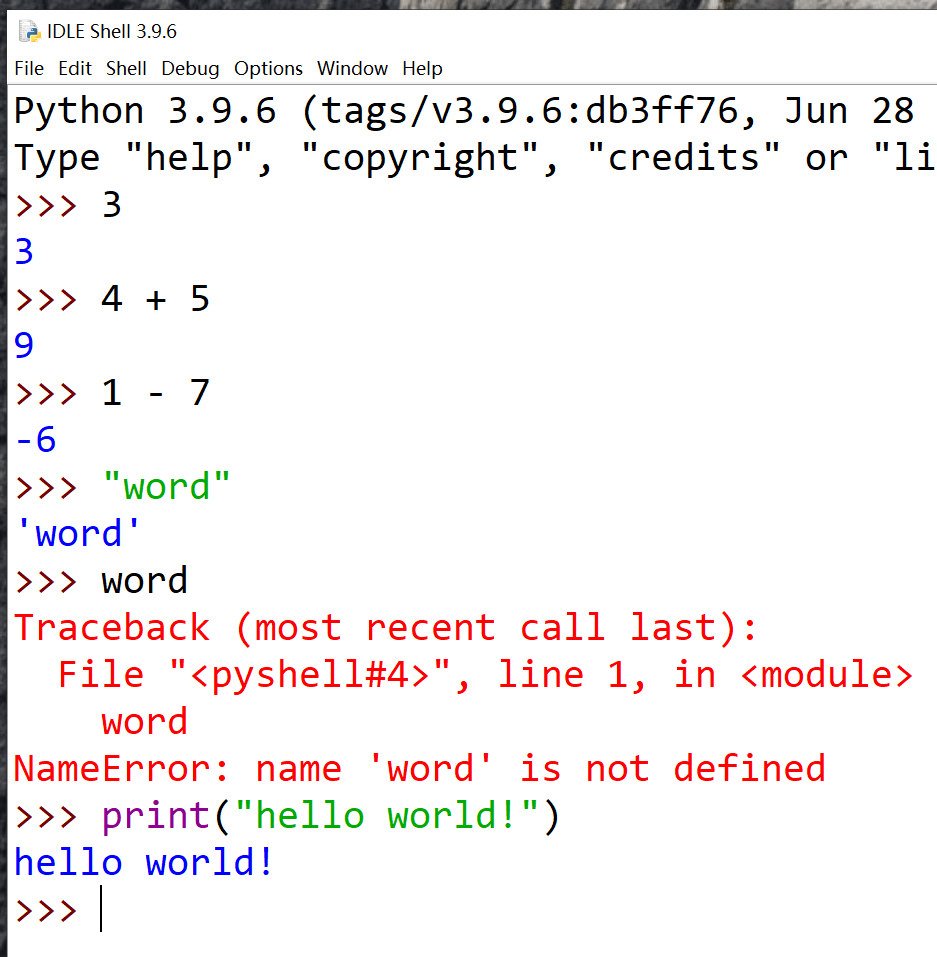 IDLE Shell 3.9.6
File Edit Shell Debug Options Window Help
Python 3.9.6 (tags/v3.9.6:db3ff76, Jun 28
Type "help", "copyright", "credits" or "li
>>> 3
3
>>> 4 + 5
9
>>> 1 - 7
-6
>>> "word"
'word'
>>> word
Traceback (most recent call last):
  File "<pyshell#4>", line 1, in <module>
    word
NameError: name 'word' is not defined
>>> print("hello world!")
hello world!
>>>